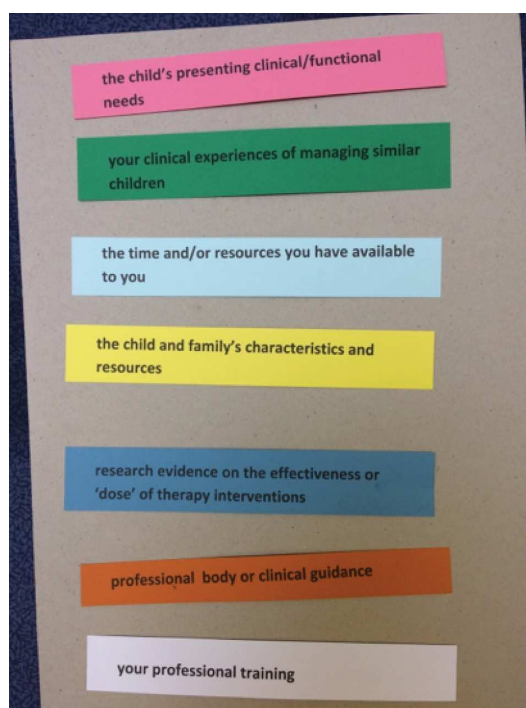 the child's presenting clinical/functional
needs
your clinical experiences of managing similar
children
the time and/or resources you have available
to you
the child and family's characteristics and
resources
research evidence on the effectiveness or
'dose' of therapy interventions
professional body or clinical guidance
your professional training